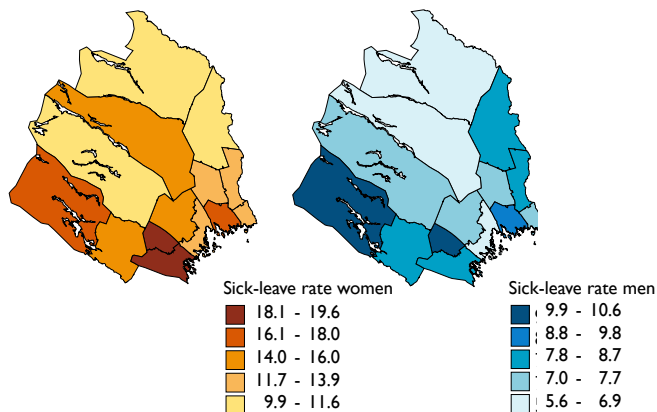 Sick-leave rate women
18.1 - 19.6
16.1 - 18.0
14.0 - 16.0
11.7 - 13.9
9.9 - 11.6
Sick-leave rate men
9.9 - 10.6
8.8 - 9.8
7.8 - 8.7
7.0 - 7.7
5.6 - 6.9